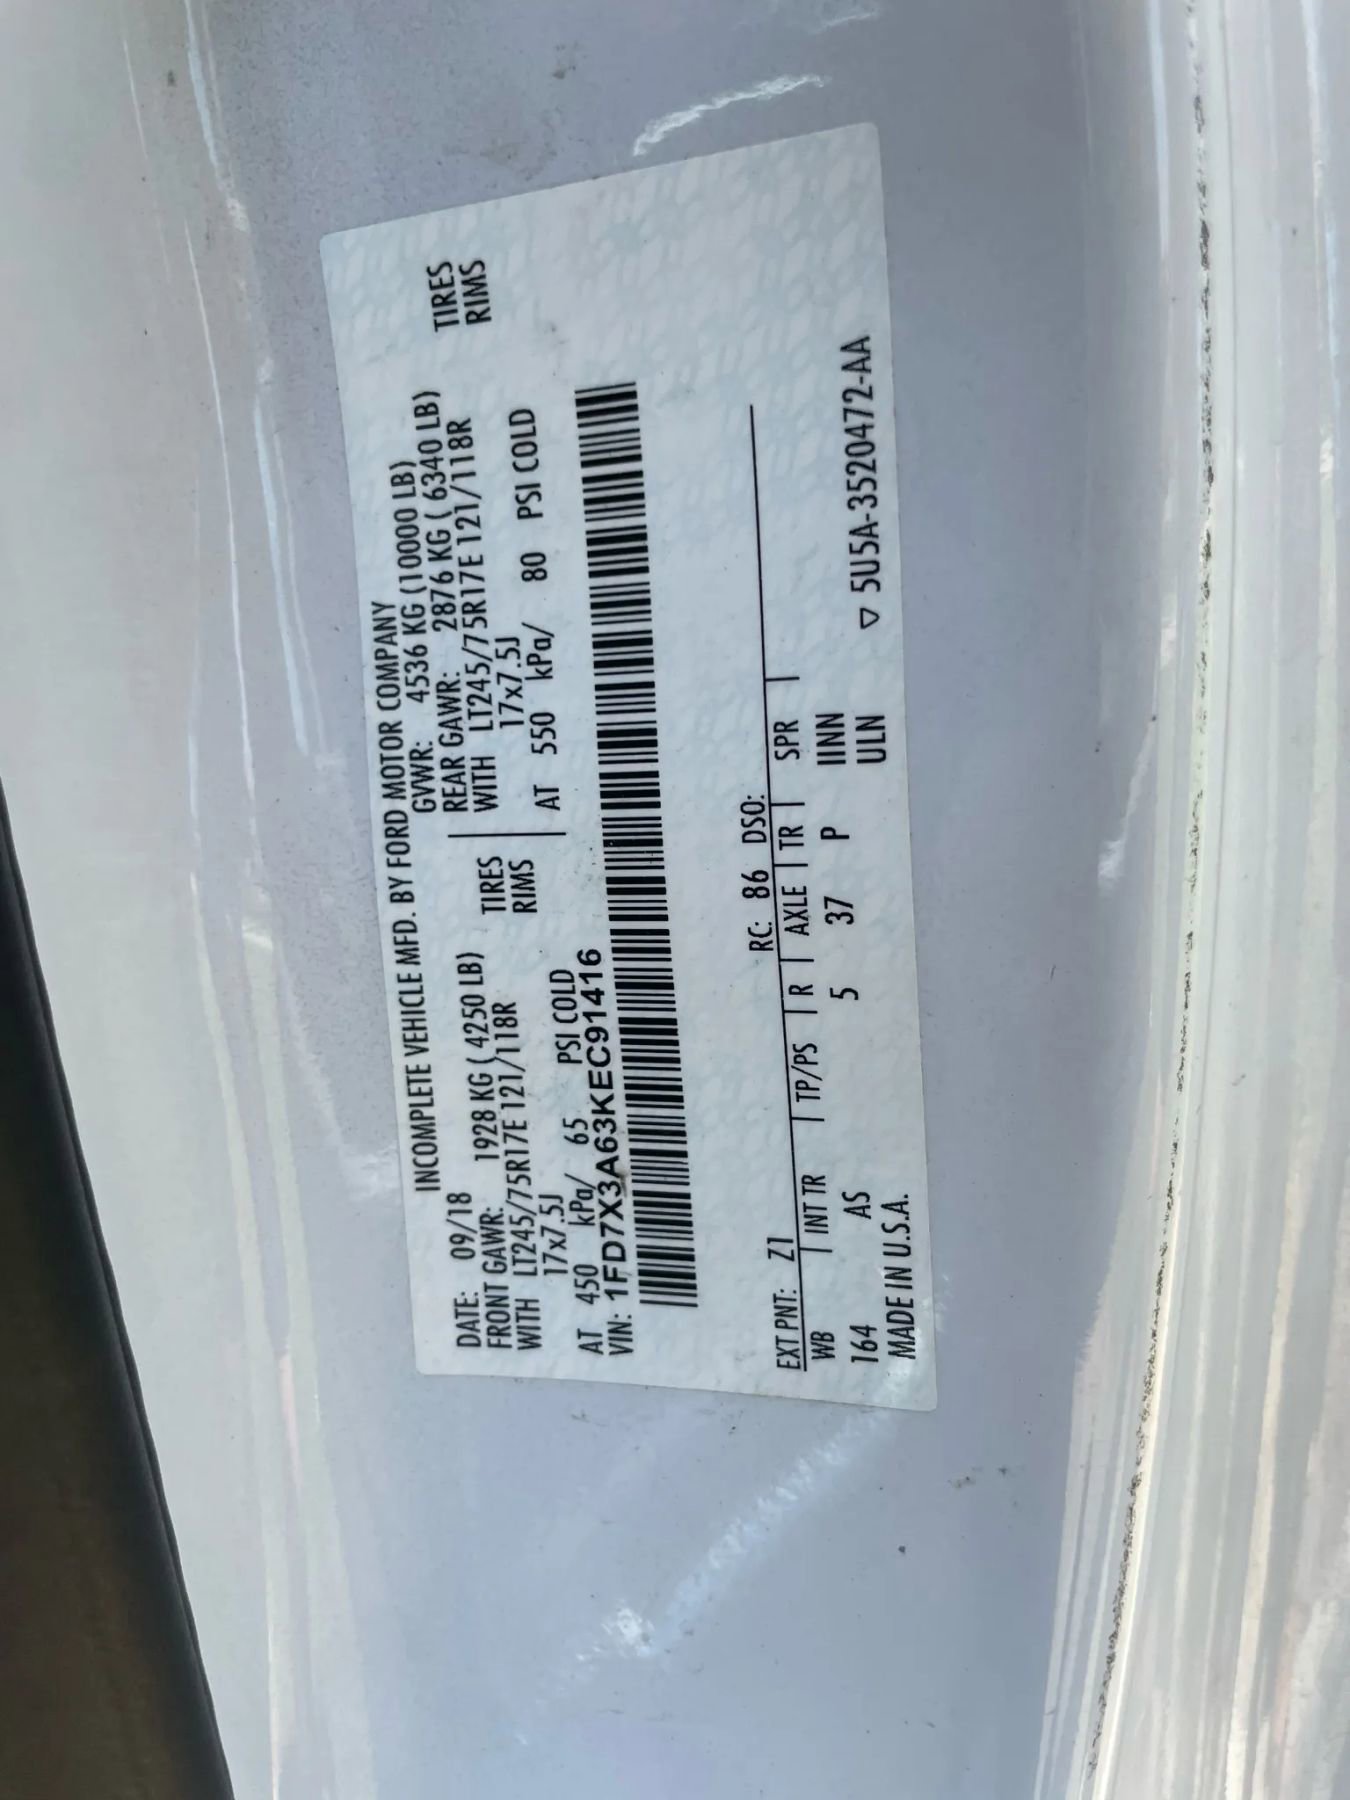 INCOMPLETE VEHICLE MFD. BY FORD MOTOR COMPANY
DATE: 09/18 GVWR: 4536 KG (10000 LB)
FRONT GAWR: 1928 KG ( 4250 LB) REAR GAWR: 2876 KG ( 6340 LB)
WITH LT245/75R17E 121/118R TIRES WITH LT245/75R17E 121/118R TIRES
17x7.5J RIMS 17x7.5J RIMS
AT 450 kPa/ 65 PSI COLD AT 550 kPa/ 80 PSI COLD
VIN: 1FD7X3A63KEC91416
EXT PNT: Z1 RC: 86 DSO:
WB INT TR TP/PS R AXLE TR SPR
164 AS 5 37 P IINN
MADE IN U.S.A. ULN
▽ 5U5A-3520472-AA